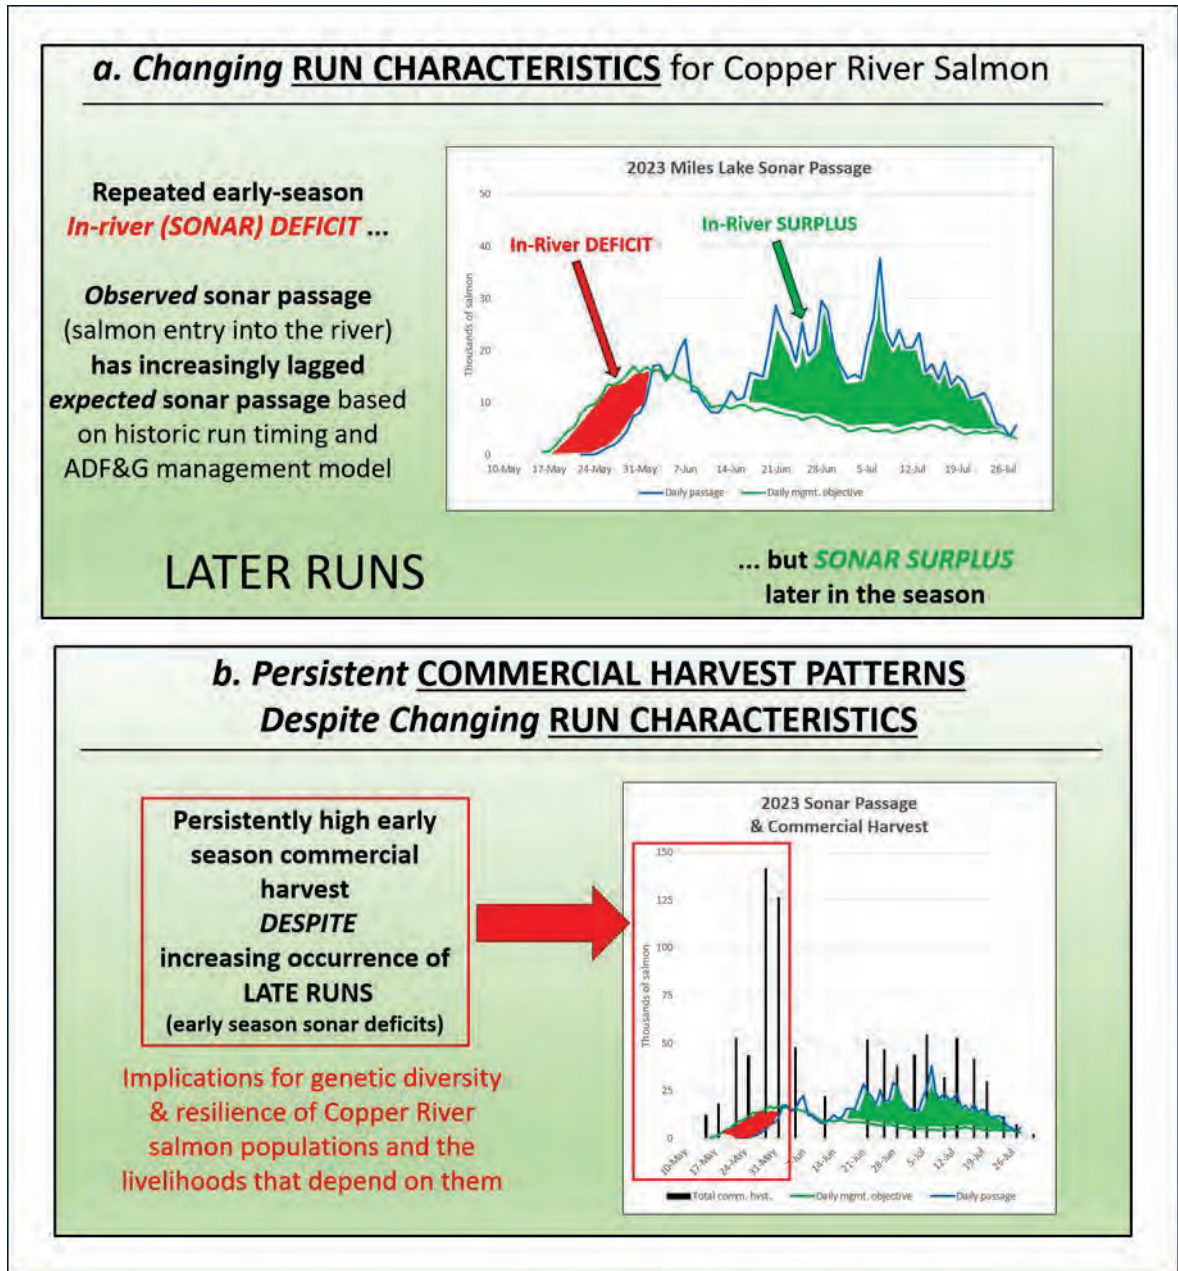 a. Changing RUN CHARACTERISTICS for Copper River Salmon
Repeated early-season
In-river (SONAR) DEFICIT ...
Observed sonar passage
(salmon entry into the river)
has increasingly lagged
expected sonar passage based
on historic run timing and
ADF&G management model
LATER RUNS
2023 Miles Lake Sonar Passage
In-River DEFICIT
In-River SURPLUS
Thousands of salmon
50
40
30
20
10
0
10-May 17-May 24-May 31-May 7-Jun 14-Jun 21-Jun 28-Jun 5-Jul 12-Jul 19-Jul 26-Jul
Daily passage Daily mgmt. objective
... but SONAR SURPLUS
later in the season
b. Persistent COMMERCIAL HARVEST PATTERNS
Despite Changing RUN CHARACTERISTICS
Persistently high early
season commercial
harvest
DESPITE
increasing occurrence of
LATE RUNS
(early season sonar deficits)
Implications for genetic diversity
& resilience of Copper River
salmon populations and the
livelihoods that depend on them
2023 Sonar Passage
& Commercial Harvest
Thousands of salmon
150
125
100
75
50
25
0
10-May 17-May 24-May 31-May 7-Jun 14-Jun 21-Jun 28-Jun 5-Jul 12-Jul 19-Jul 26-Jul
Total comm. hvst. Daily mgmt. objective Daily passage